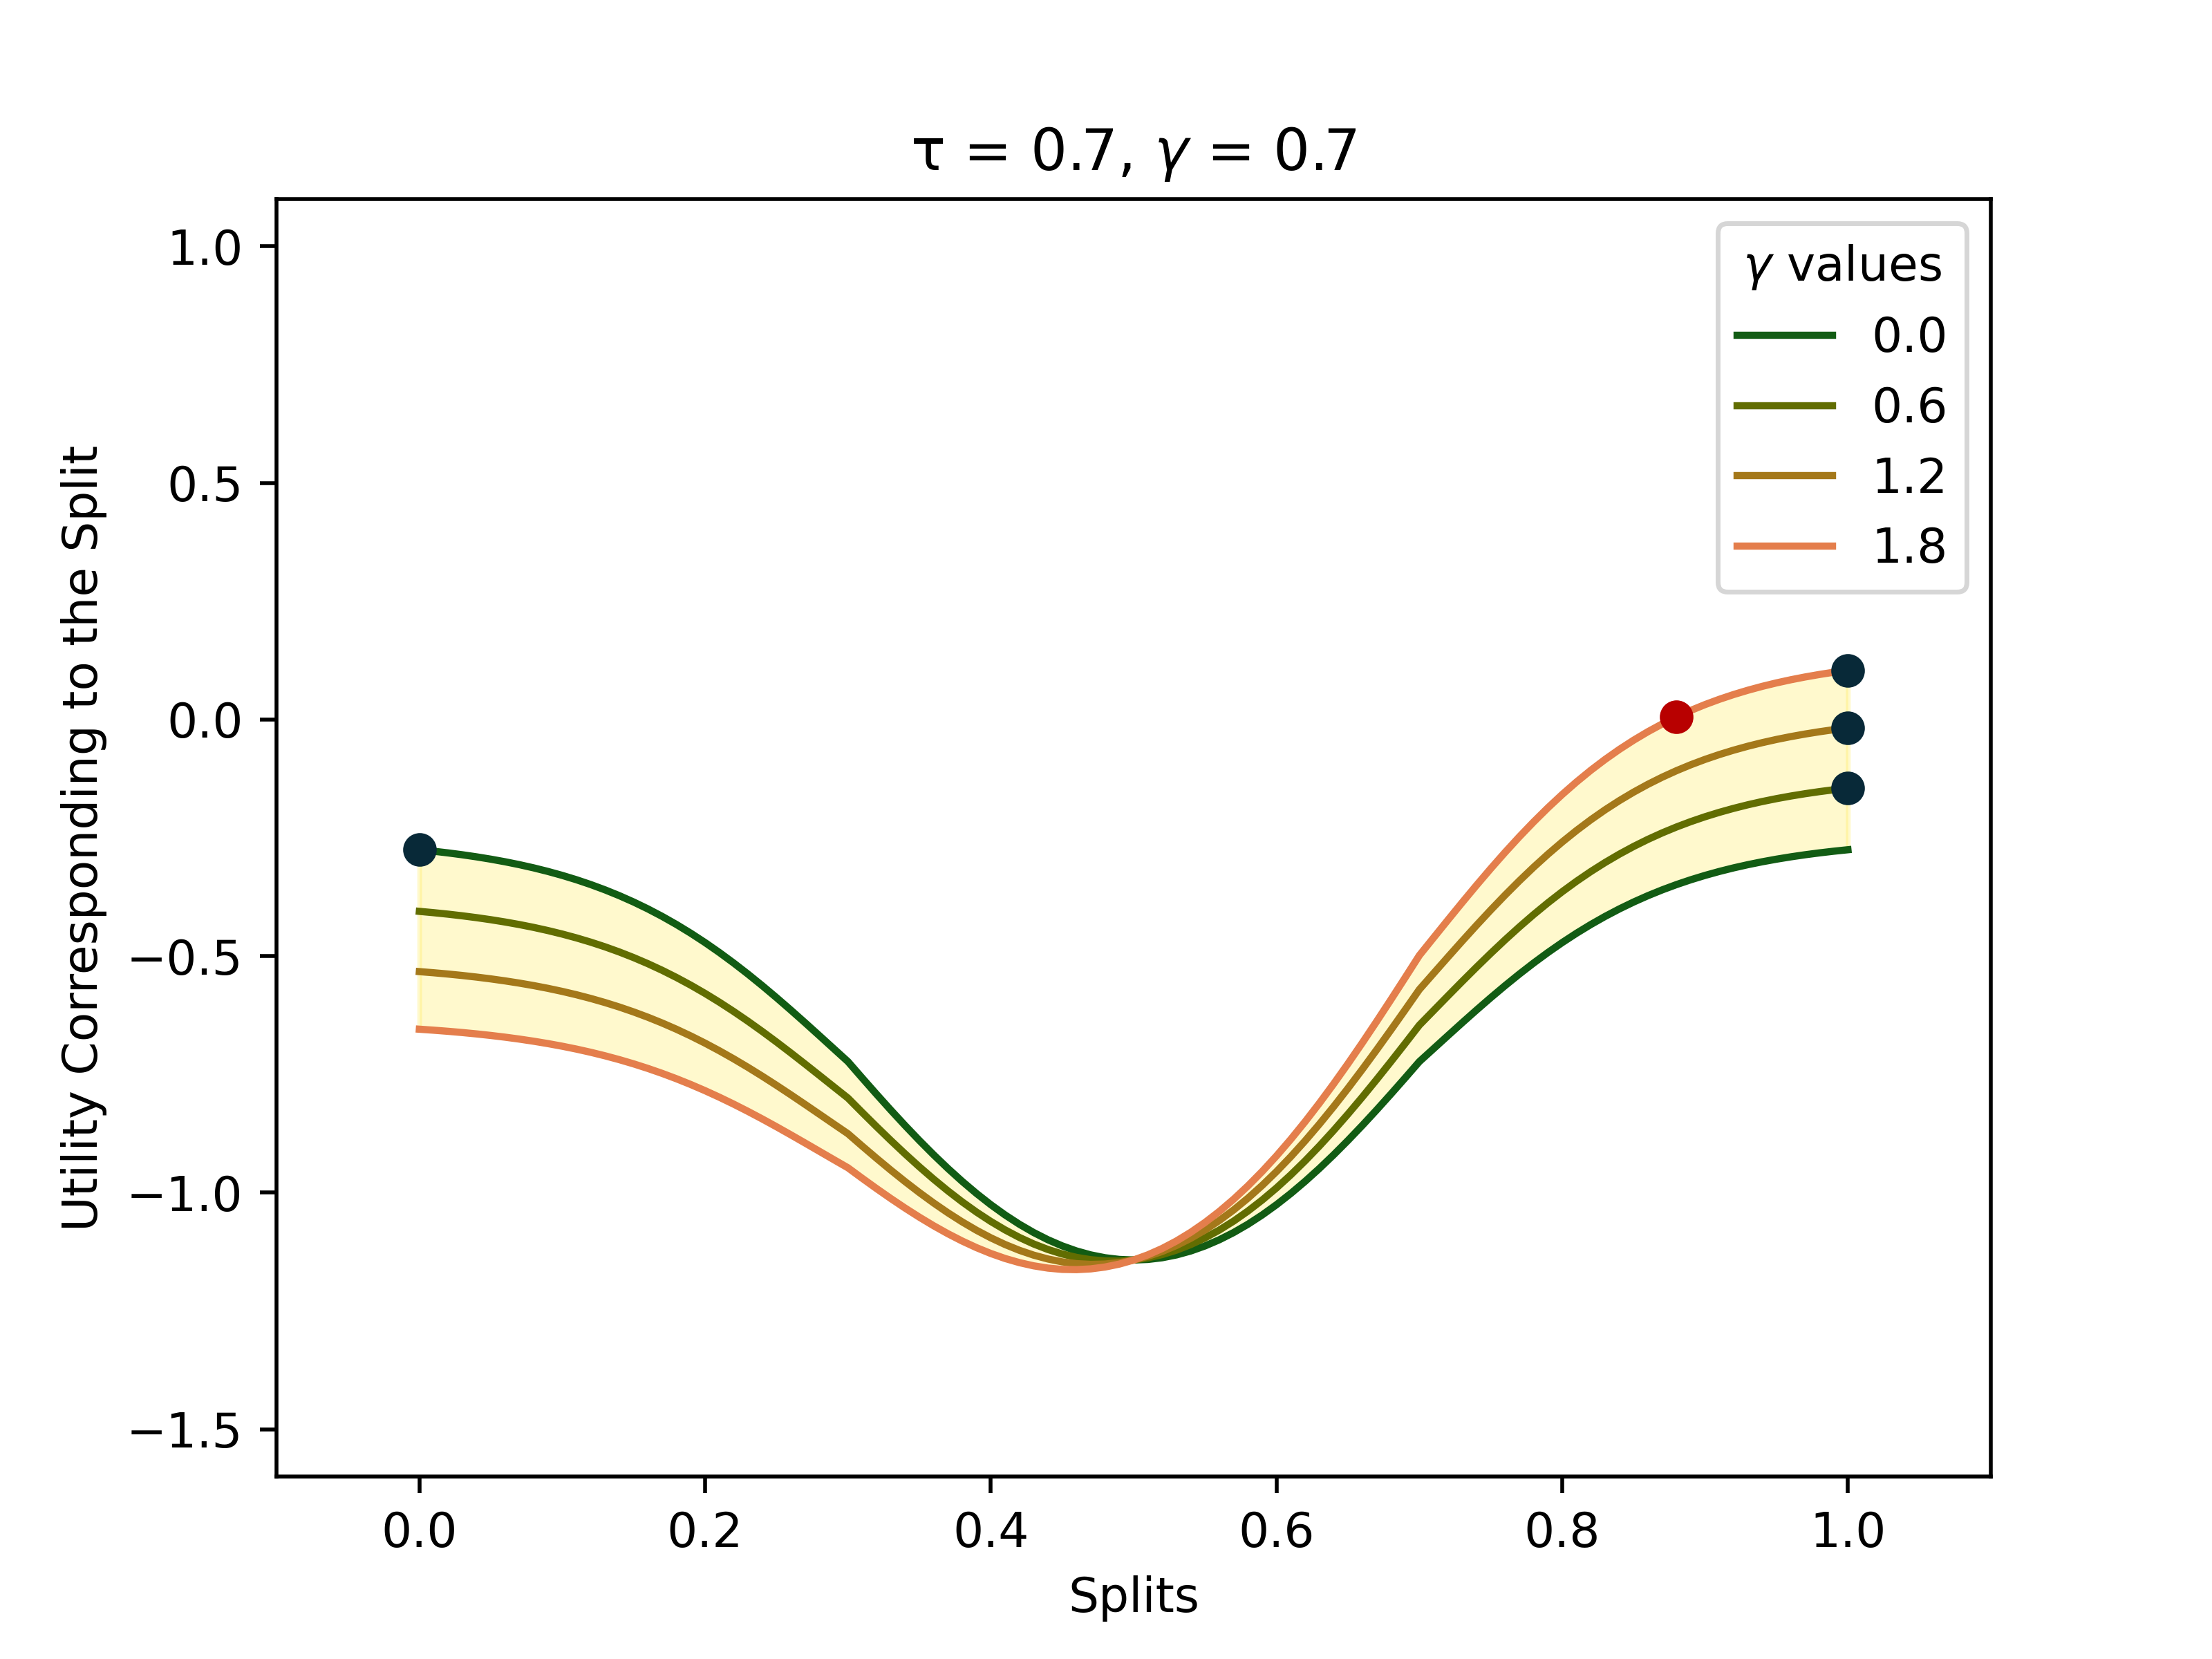 τ = 0.7, γ = 0.7
Utility Corresponding to the Split
1.0
0.5
0.0
−0.5
−1.0
−1.5
γ values
0.0
0.6
1.2
1.8
0.0 0.2 0.4 0.6 0.8 1.0
Splits